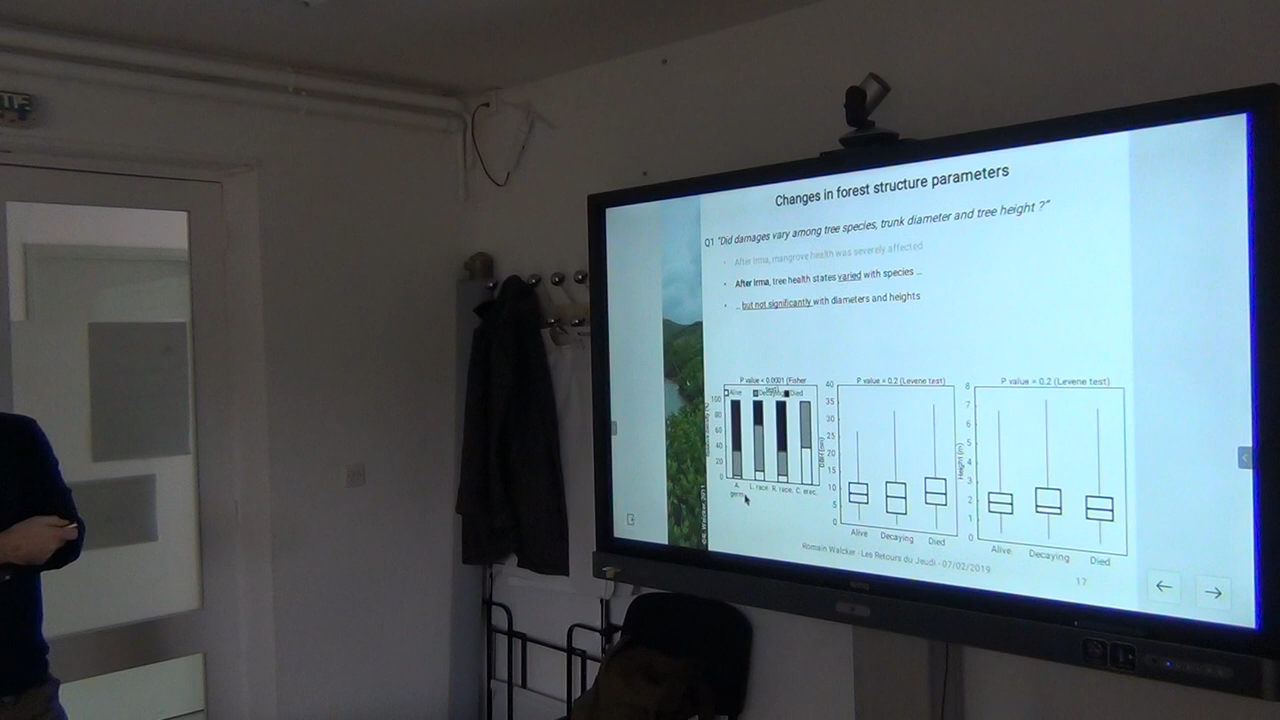 TIF
Changes in forest structure parameters
Q1 "Did damages vary among tree species, trunk diameter and tree height ?"
After Irma, mangrove health was severely affected
After Irma, tree health states varied with species ...
... but not significantly with diameters and heights
P value < 0.0001 (Fisher test)
Alive Decaying Died
100
80
60
40
20
0
A. germ. L. race. R. race. C. erec.
P value = 0.2 (Levene test)
DBH (cm)
40
35
30
25
20
15
10
5
0
Alive Decaying Died
P value = 0.2 (Levene test)
Height (m)
8
7
6
5
4
3
2
1
0
Alive Decaying Died
©R. Walcker, 2011
Romain Walcker - Les Retours du Jeudi - 07/02/2019
17